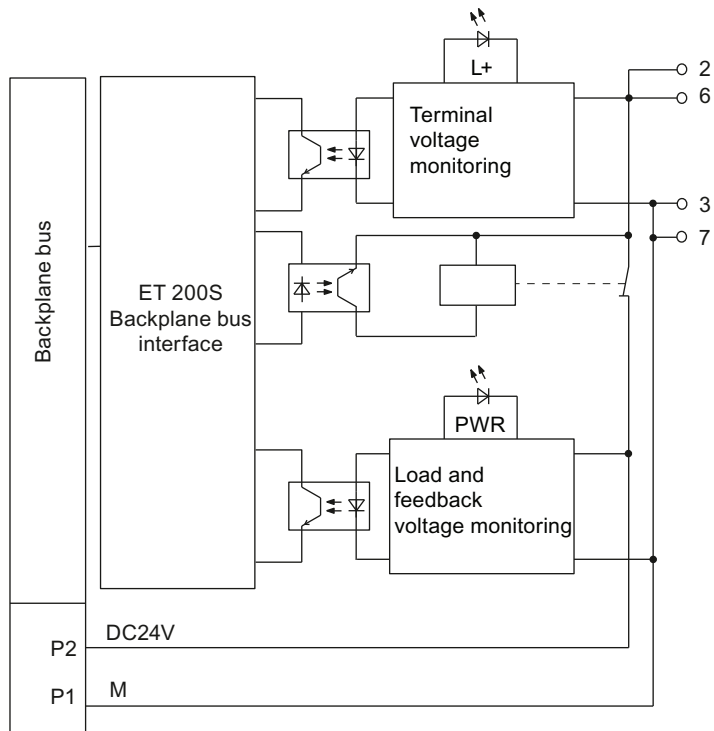 L+
2
6
Terminal
voltage
monitoring
3
7
Backplane bus
ET 200S
Backplane bus
interface
PWR
Load and
feedback
voltage monitoring
P2
DC24V
P1
M